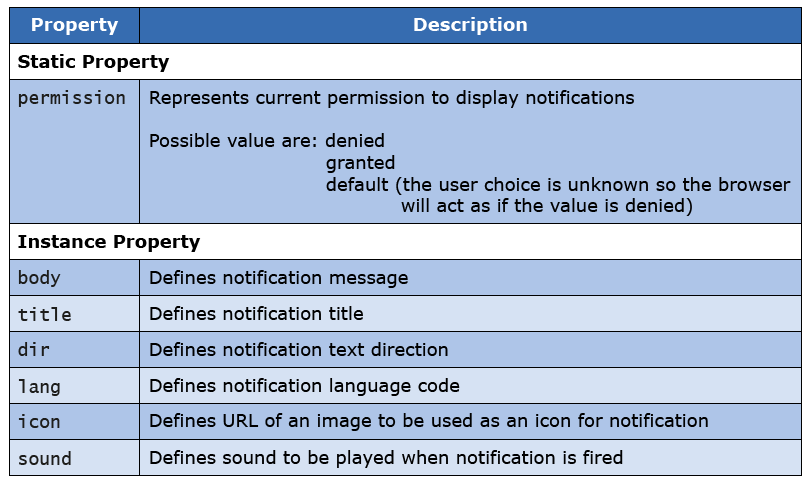 Property Description
Static Property
permission Represents current permission to display notifications
Possible value are: denied
granted
default (the user choice is unknown so the browser
will act as if the value is denied)
Instance Property
body Defines notification message
title Defines notification title
dir Defines notification text direction
lang Defines notification language code
icon Defines URL of an image to be used as an icon for notification
sound Defines sound to be played when notification is fired